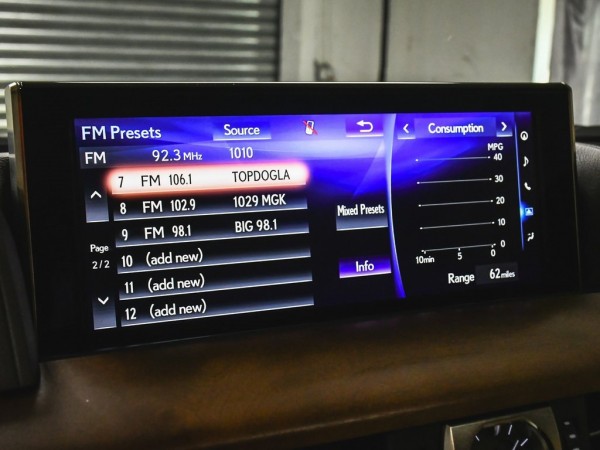 FM Presets Source
FM 92.3 MHz 1010
7 FM 106.1 TOPDOGLA
8 FM 102.9 1029 MGK
9 FM 98.1 BIG 98.1
10 (add new)
11 (add new)
12 (add new)
Page
2/2
Mixed Presets
Info
Consumption
MPG
40
30
20
10
0
10min 5 0
Range 62 miles